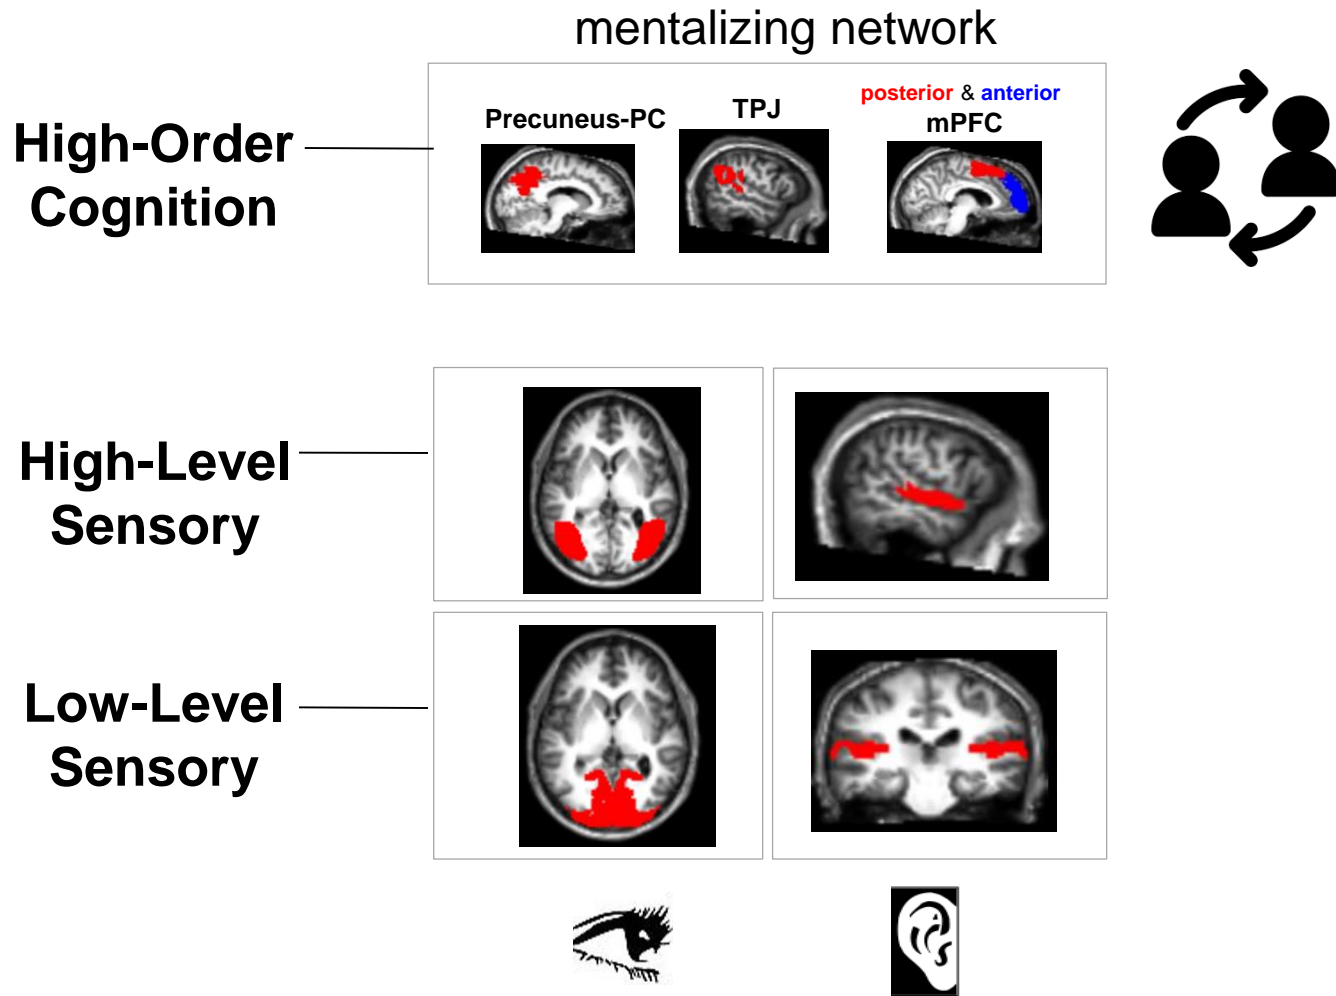 mentalizing network
High-Order
Cognition
Precuneus-PC
TPJ
posterior & anterior
mPFC
High-Level
Sensory
Low-Level
Sensory